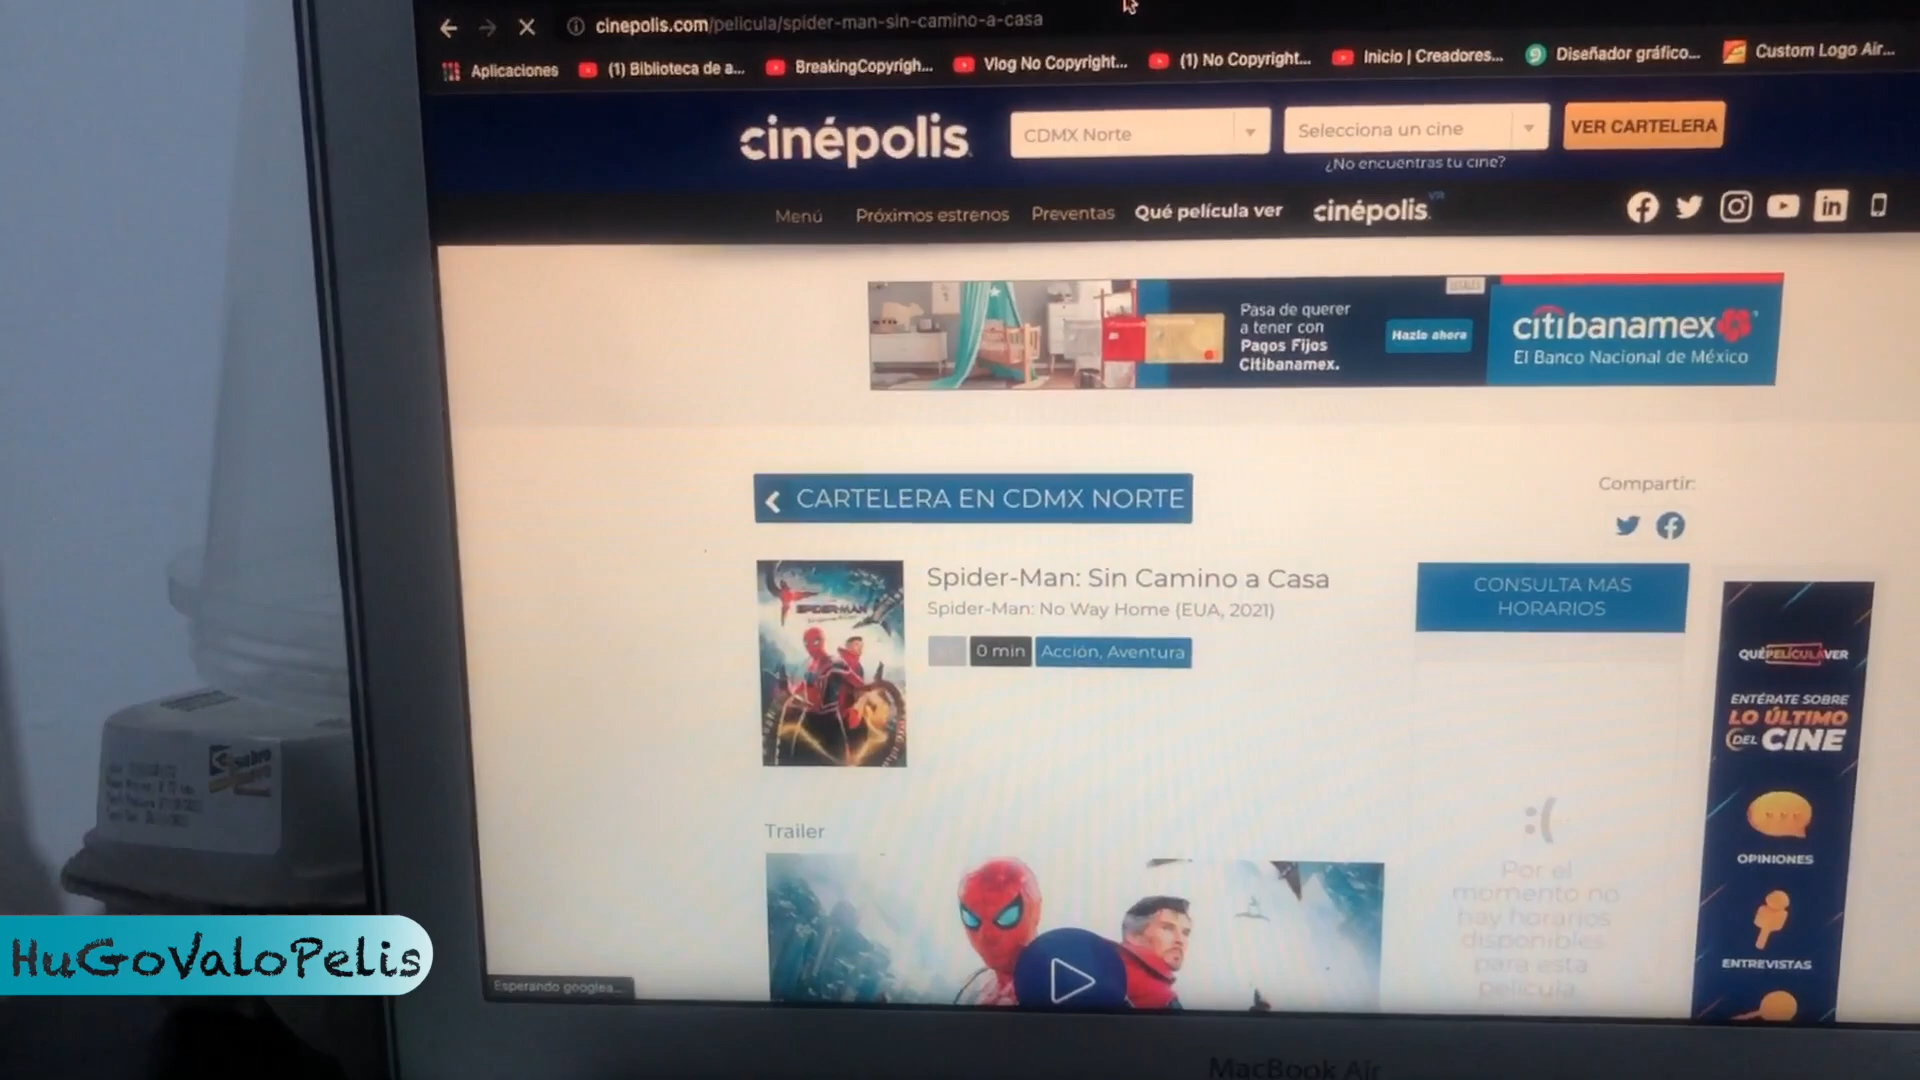 cinepolis.com/pelicula/spider-man-sin-camino-a-casa
Aplicaciones
(1) Biblioteca de a...
BreakingCopyrigh...
Vlog No Copyright...
(1) No Copyright...
Inicio | Creadores...
Diseñador gráfico...
Custom Logo Air...
cinépolis
CDMX Norte
Selecciona un cine
VER CARTELERA
¿No encuentras tu cine?
Menú
Próximos estrenos
Preventas
Qué película ver
cinépolis
in
Pasa de querer
a tener con
Pagos Fijos
Citibanamex.
Hazlo ahora
citibanamex
El Banco Nacional de México
CARTELERA EN CDMX NORTE
Compartir:
Spider-Man: Sin Camino a Casa
Spider-Man: No Way Home (EUA, 2021)
0 min
Acción, Aventura
CONSULTA MAS
HORARIOS
SPIDER-MAN
Trailer
:(
Por el
momento no
hay horarios
disponibles
para esta
película.
QUÉPELÍCULAVER
ENTÉRATE SOBRE
LO ÚLTIMO
DEL CINE
OPINIONES
ENTREVISTAS
Esperando googlea...
HuGoValoPelis
MacBook Air